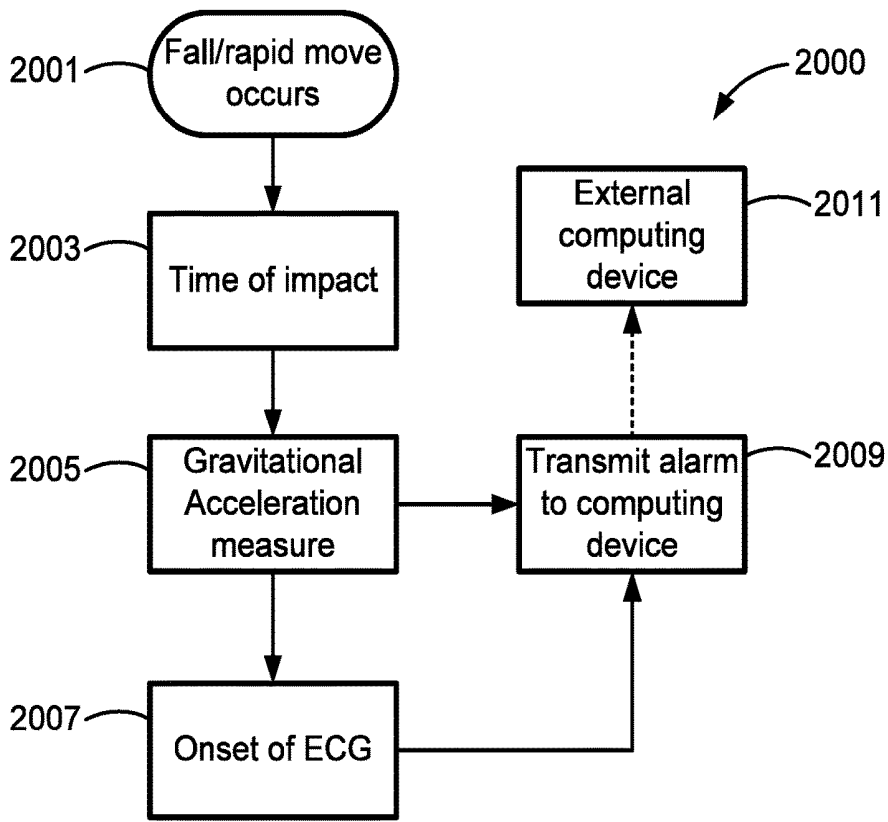 2001
Fall/rapid move
occurs
2000
2003
Time of impact
External
computing
device
2011
2005
Gravitational
Acceleration
measure
Transmit alarm
to computing
device
2009
2007
Onset of ECG